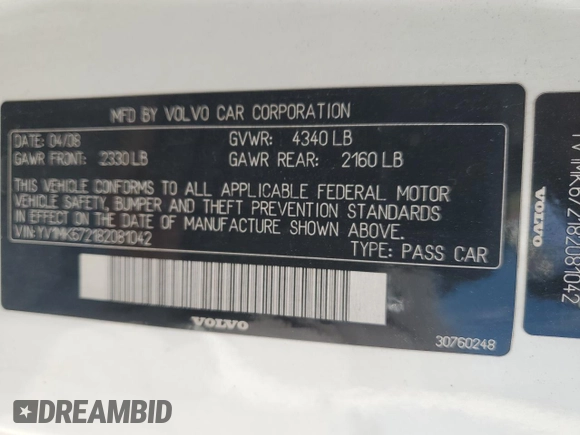 MFD BY VOLVO CAR CORPORATION
DATE: 04/08 GVWR: 4340 LB
GAWR FRONT: 2330 LB GAWR REAR: 2160 LB
THIS VEHICLE CONFORMS TO ALL APPLICABLE FEDERAL MOTOR
VEHICLE SAFETY, BUMPER AND THEFT PREVENTION STANDARDS
IN EFFECT ON THE DATE OF MANUFACTURE SHOWN ABOVE.
VIN: YV1MK672182081042
TYPE: PASS CAR
VOLVO
30760248
YV1MK672182081042
VOLVO
DREAMBID